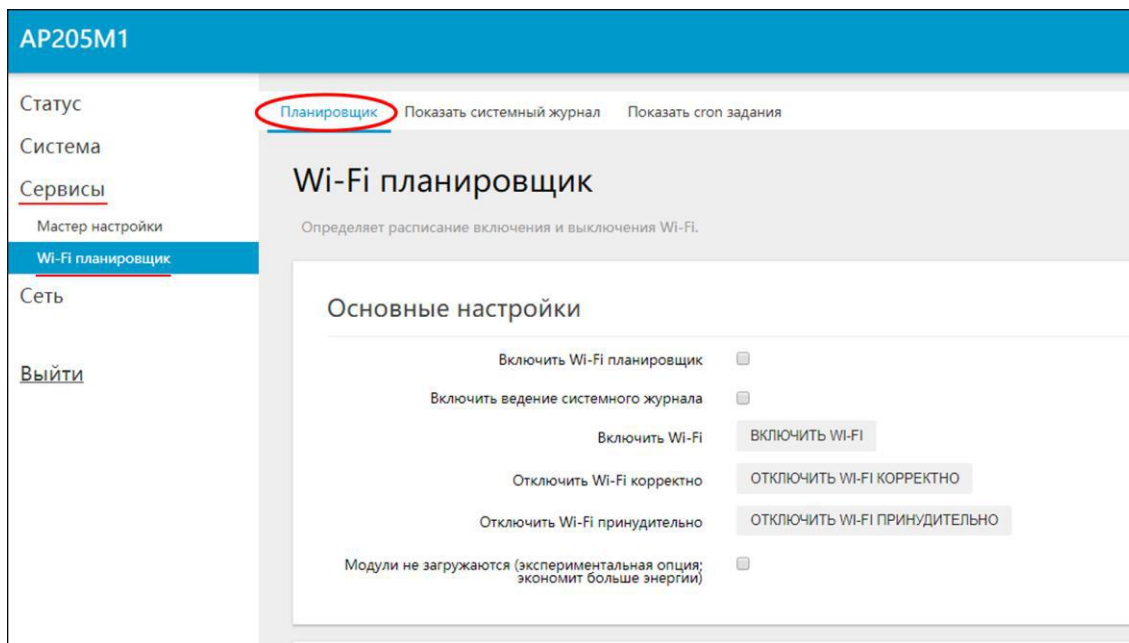 AP205M1
Статус
Система
Сервисы
Мастер настройки
Wi-Fi планировщик
Сеть
Выйти
Планировщик Показать системный журнал Показать cron задания
Wi-Fi планировщик
Определяет расписание включения и выключения Wi-Fi.
Основные настройки
Включить Wi-Fi планировщик
Включить ведение системного журнала
Включить Wi-Fi ВКЛЮЧИТЬ WI-FI
Отключить Wi-Fi корректно ОТКЛЮЧИТЬ WI-FI КОРРЕКТНО
Отключить Wi-Fi принудительно ОТКЛЮЧИТЬ WI-FI ПРИНУДИТЕЛЬНО
Модули не загружаются (экспериментальная опция;
экономит больше энергии)